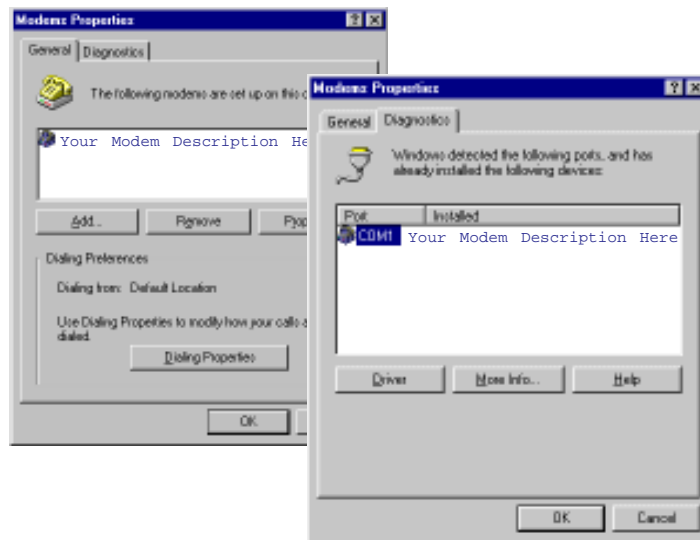 Modems Properties
General
Diagnostics
The following modems are set up on this
Your Modem Description
Add...
Remove
Dialing Preferences
Dialing from: Default Location
Use Dialing Properties to modify how your calls
dialed.
Dialing Properties
OK
Modems Properties
General
Diagnostics
Windows detected the following ports, and has
already installed the following devices:
Port
Installed
COM1
Your Modem Description Here
Driver
More Info...
Help
OK
Cancel